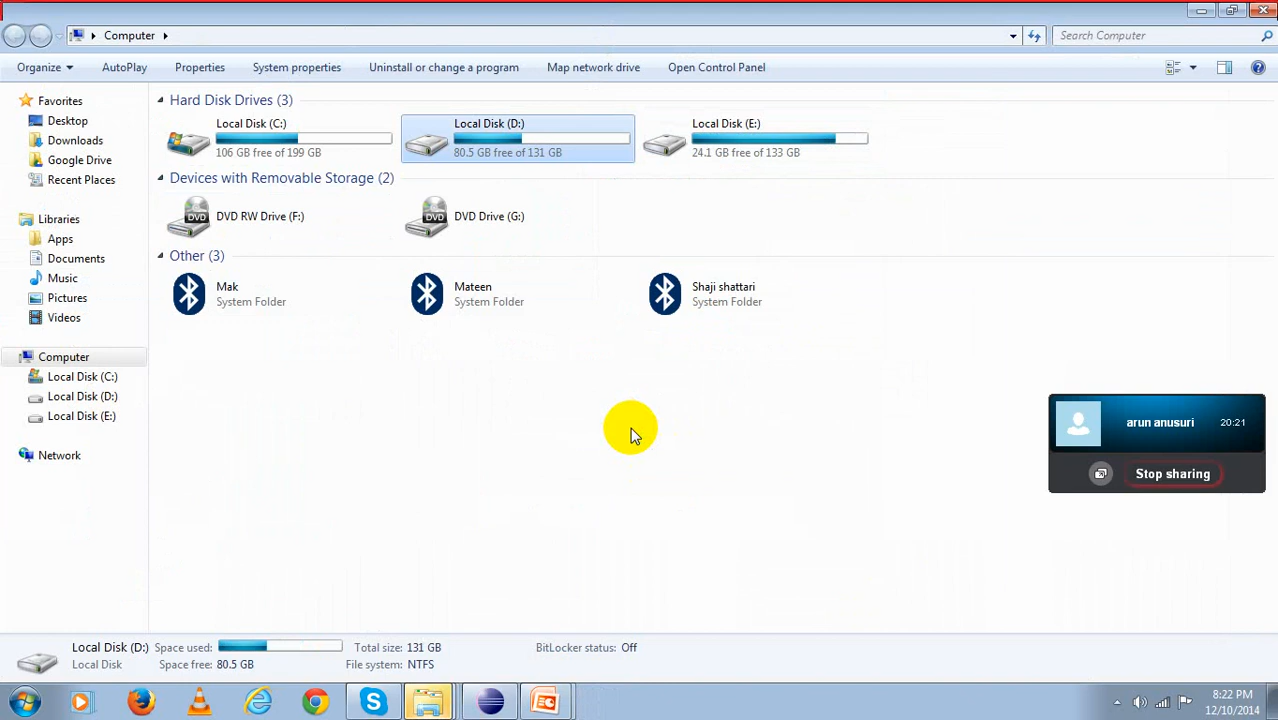 Computer
Search Computer
Organize
AutoPlay
Properties
System properties
Uninstall or change a program
Map network drive
Open Control Panel
Favorites
Desktop
Downloads
Google Drive
Recent Places
Libraries
Apps
Documents
Music
Pictures
Videos
Computer
Local Disk (C:)
Local Disk (D:)
Local Disk (E:)
Network
Hard Disk Drives (3)
Local Disk (C:)
106 GB free of 199 GB
Local Disk (D:)
80.5 GB free of 131 GB
Local Disk (E:)
24.1 GB free of 133 GB
Devices with Removable Storage (2)
DVD
DVD RW Drive (F:)
DVD
DVD Drive (G:)
Other (3)
Mak
System Folder
Mateen
System Folder
Shaji shattari
System Folder
arun anusuri 20:21
Stop sharing
Local Disk (D:) Space used: Total size: 131 GB BitLocker status: Off
Local Disk Space free: 80.5 GB File system: NTFS
8:22 PM
12/10/2014